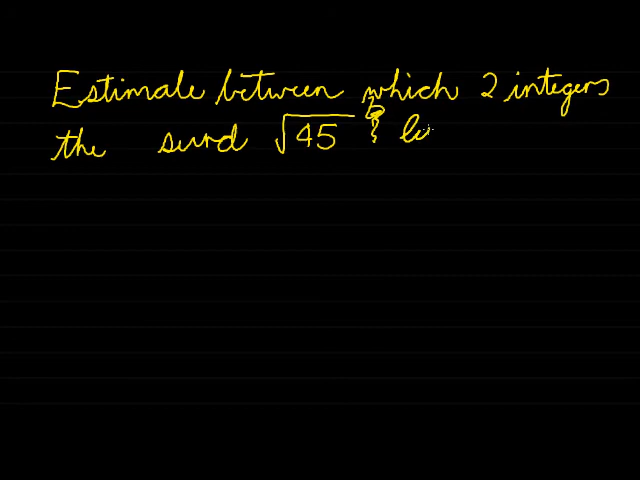 Estimate between which 2 integers
the surd √45